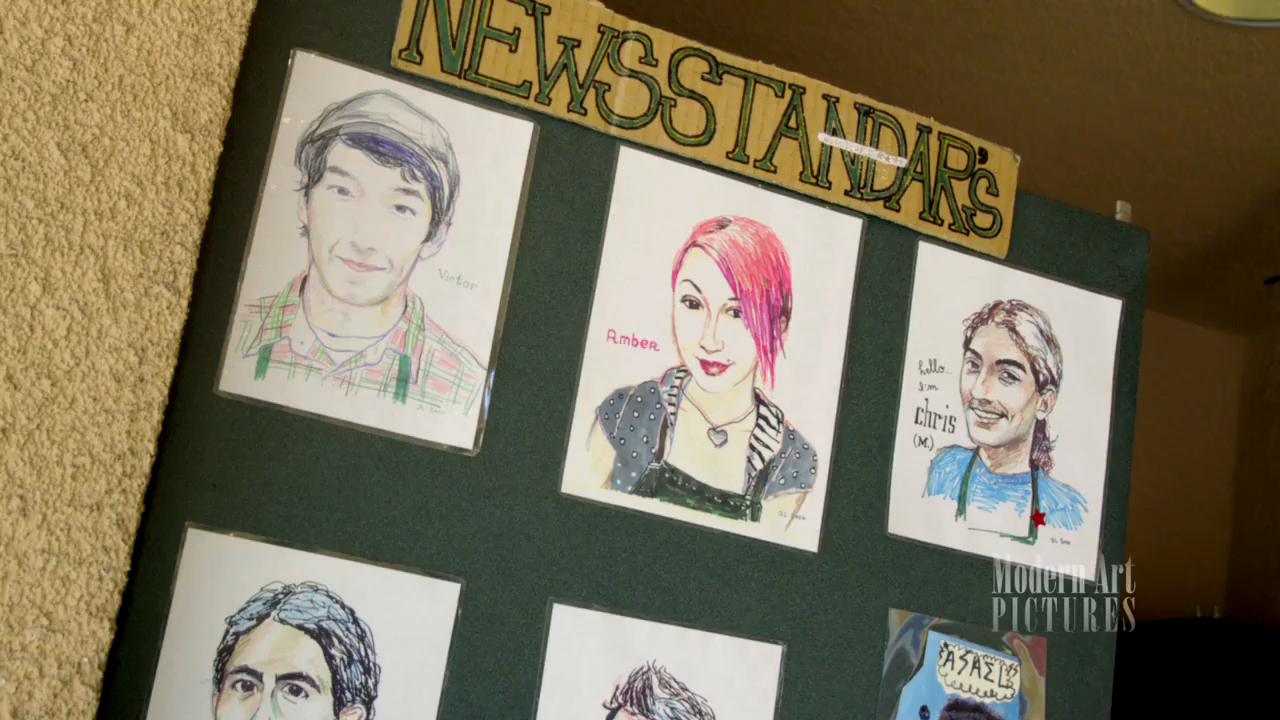 NEWSSTANDAR'S
Victor
Amber
hello...
I'm
chris
(M.)
ASAEL
Modern Art
PICTURES